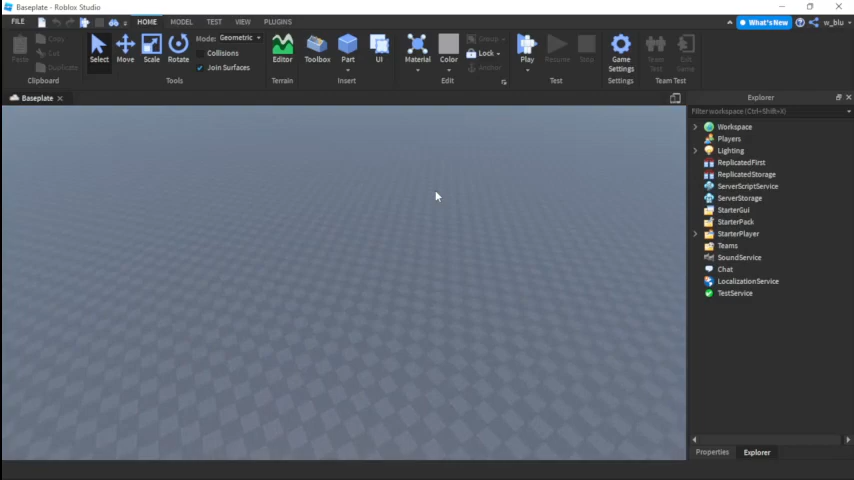 Baseplate - Roblox Studio
FILE HOME MODEL TEST VIEW PLUGINS What's New w_blu
Paste Copy Cut Duplicate Clipboard
Select Move Scale Rotate Mode: Geometric Collisions Join Surfaces Tools
Editor Terrain
Toolbox Part UI Insert
Material Color Group Lock Anchor Edit
Play Resume Stop Test
Game Settings Settings
Team Test Exit Game Team Test
Baseplate
Explorer
Filter workspace (Ctrl+Shift+X)
Workspace
Players
Lighting
ReplicatedFirst
ReplicatedStorage
ServerScriptService
ServerStorage
StarterGui
StarterPack
StarterPlayer
Teams
SoundService
Chat
LocalizationService
TestService
Properties Explorer